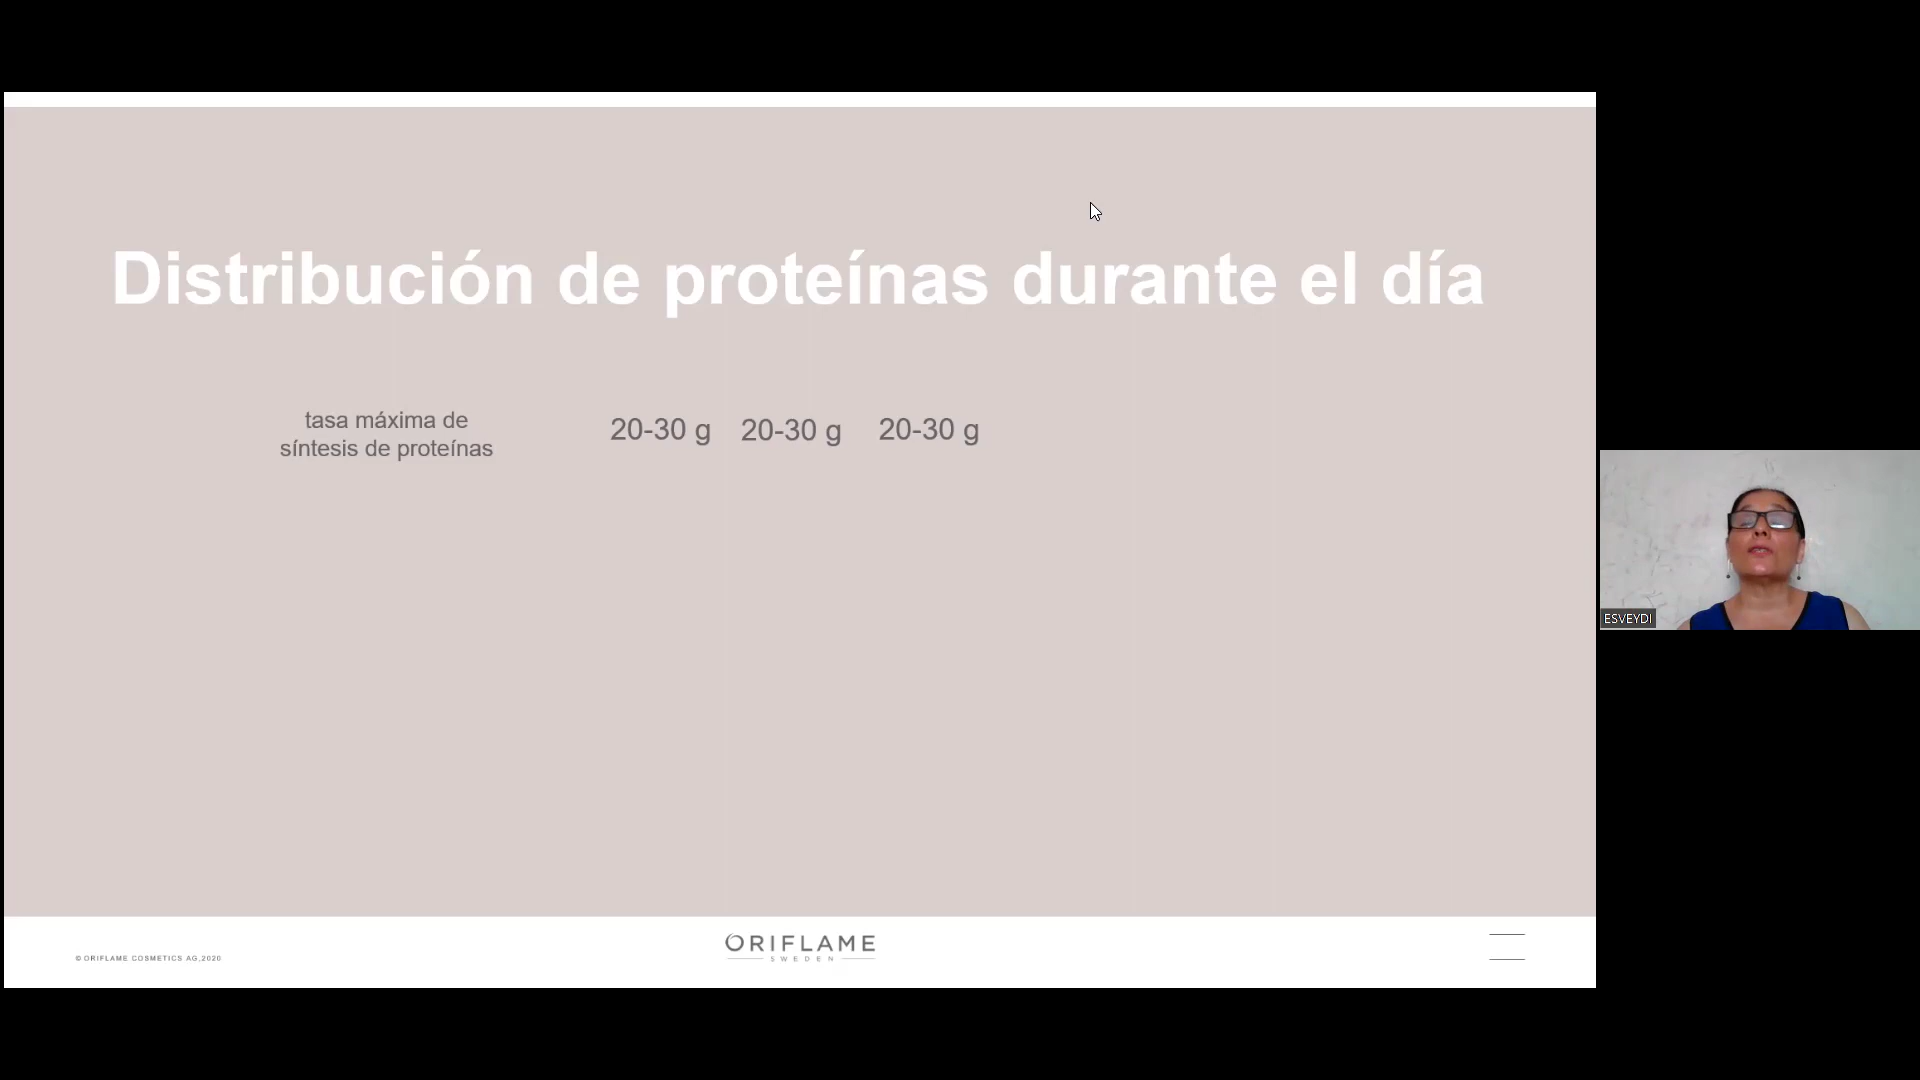 Distribución de proteínas durante el día
tasa máxima de
síntesis de proteínas
20-30 g 20-30 g 20-30 g
ESVEYDI
© ORIFLAME COSMETICS AG,2020
ORIFLAME
SWEDEN